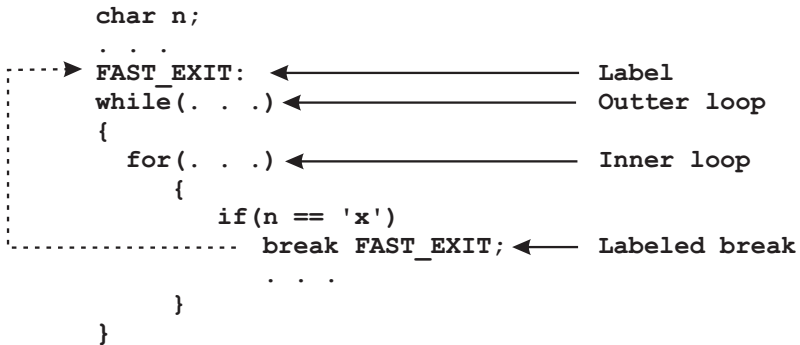 char n;
. . .
FAST_EXIT: Label
while(. . .) Outter loop
{
for(. . .) Inner loop
{
if(n == 'x')
break FAST_EXIT; Labeled break
. . .
}
}